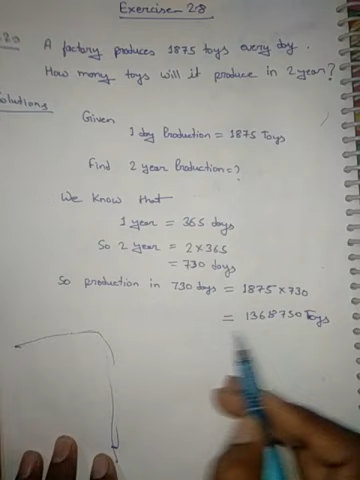 Exercise - 2.8
A factory produces 1875 toys every day.
How many toys will it produce in 2 year?
Solutions
Given
1 day Production = 1875 Toys
Find 2 year Production = ?
We know that
1 year = 365 days
So 2 year = 2×365
= 730 days
So production in 730 days = 1875×730
= 1368750 Toys